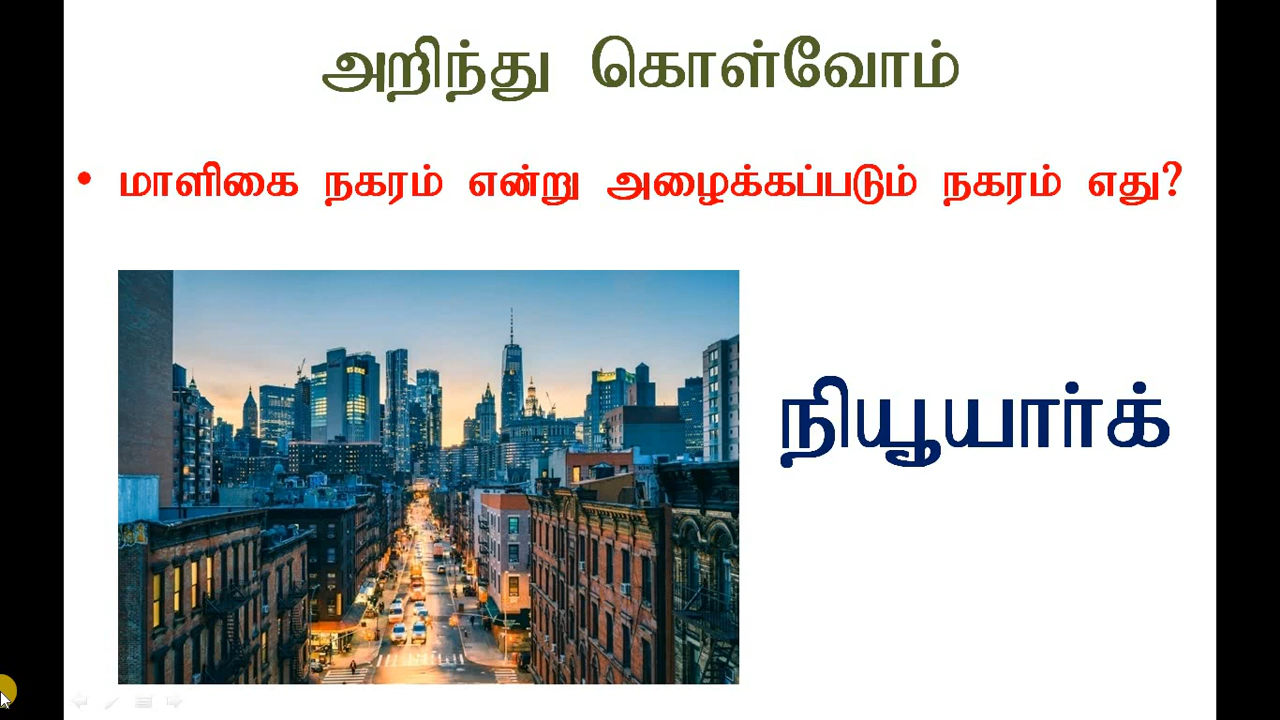 அறிந்து கொள்வோம்
• மாளிகை நகரம் என்று அழைக்கப்படும் நகரம் எது?
நியூயார்க்